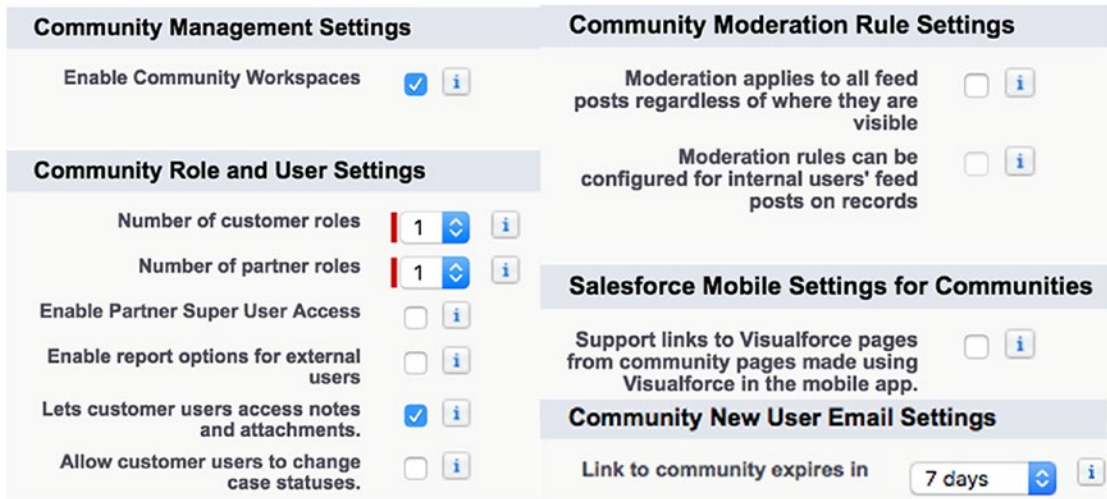 Community Management Settings
Enable Community Workspaces
i
Community Role and User Settings
Number of customer roles
1
i
Number of partner roles
1
i
Enable Partner Super User Access
i
Enable report options for external
users
i
Lets customer users access notes
and attachments.
i
Allow customer users to change
case statuses.
i
Community Moderation Rule Settings
Moderation applies to all feed
posts regardless of where they are
visible
i
Moderation rules can be
configured for internal users' feed
posts on records
i
Salesforce Mobile Settings for Communities
Support links to Visualforce pages
from community pages made using
Visualforce in the mobile app.
i
Community New User Email Settings
Link to community expires in
7 days
i